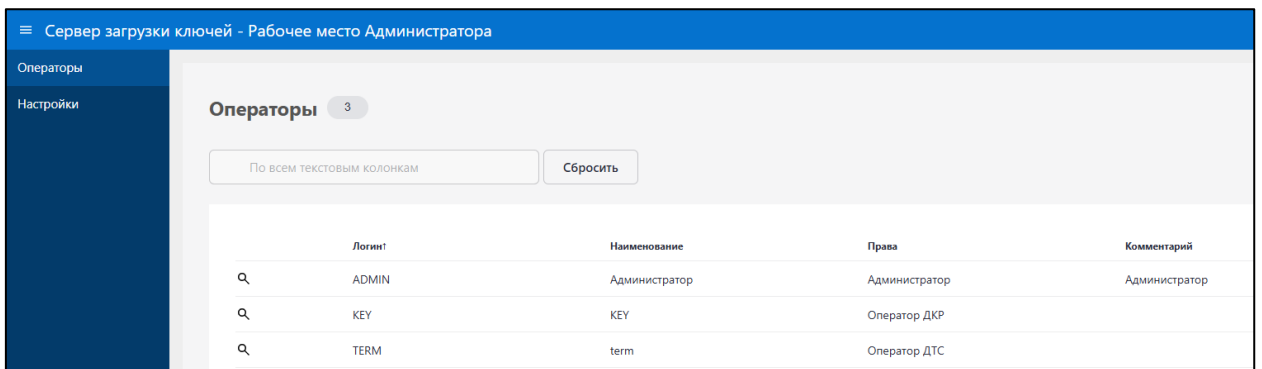 Сервер загрузки ключей - Рабочее место Администратора
Операторы
Настройки
Операторы 3
По всем текстовым колонкам Сбросить
Логин↑ Наименование Права Комментарий
ADMIN Администратор Администратор Администратор
KEY KEY Оператор ДКР
TERM term Оператор ДТС